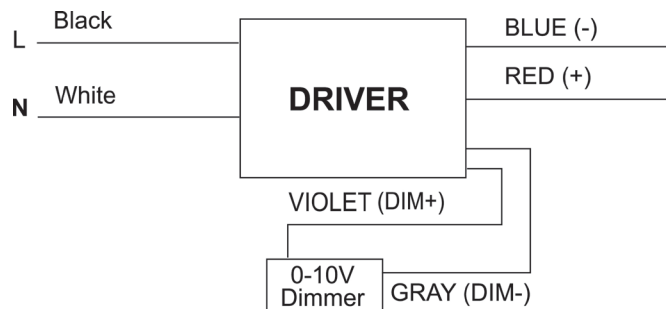 Black
L
White
N
DRIVER
BLUE (-)
RED (+)
VIOLET (DIM+)
0-10V
Dimmer
GRAY (DIM-)